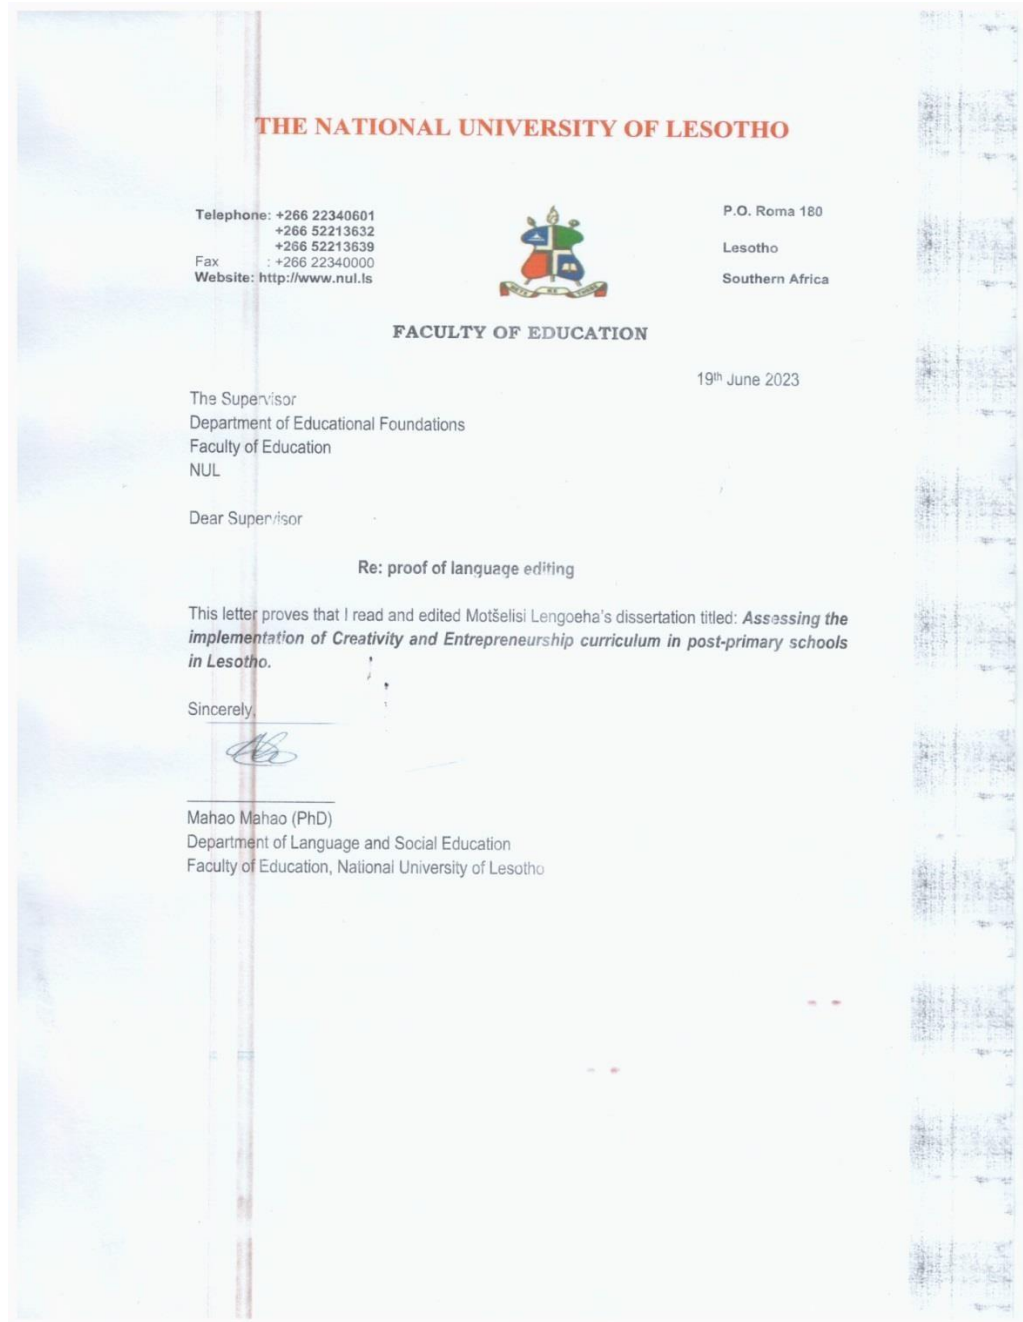 THE NATIONAL UNIVERSITY OF LESOTHO
Telephone: +266 22340601
+266 52213632
+266 52213639
Fax : +266 22340000
Website: http://www.nul.ls
P.O. Roma 180
Lesotho
Southern Africa
FACULTY OF EDUCATION
19th June 2023
The Supervisor
Department of Educational Foundations
Faculty of Education
NUL
Dear Supervisor
Re: proof of language editing
This letter proves that I read and edited Motšelisi Lengoeha's dissertation titled: Assessing the
implementation of Creativity and Entrepreneurship curriculum in post-primary schools
in Lesotho.
Sincerely,
Mahao Mahao (PhD)
Department of Language and Social Education
Faculty of Education, National University of Lesotho